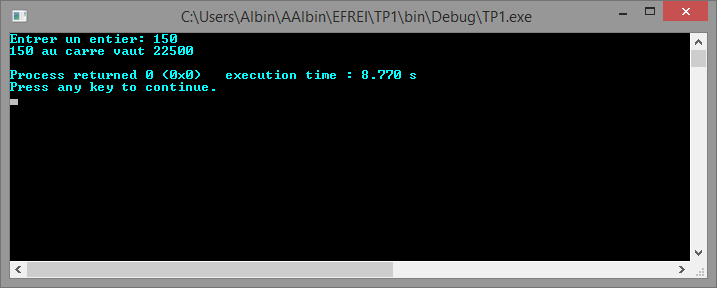 C:\Users\Albin\AAlbin\EFREI\TP1\bin\Debug\TP1.exe
Entrer un entier: 150
150 au carre vaut 22500
Process returned 0 (0x0)   execution time : 8.770 s
Press any key to continue.